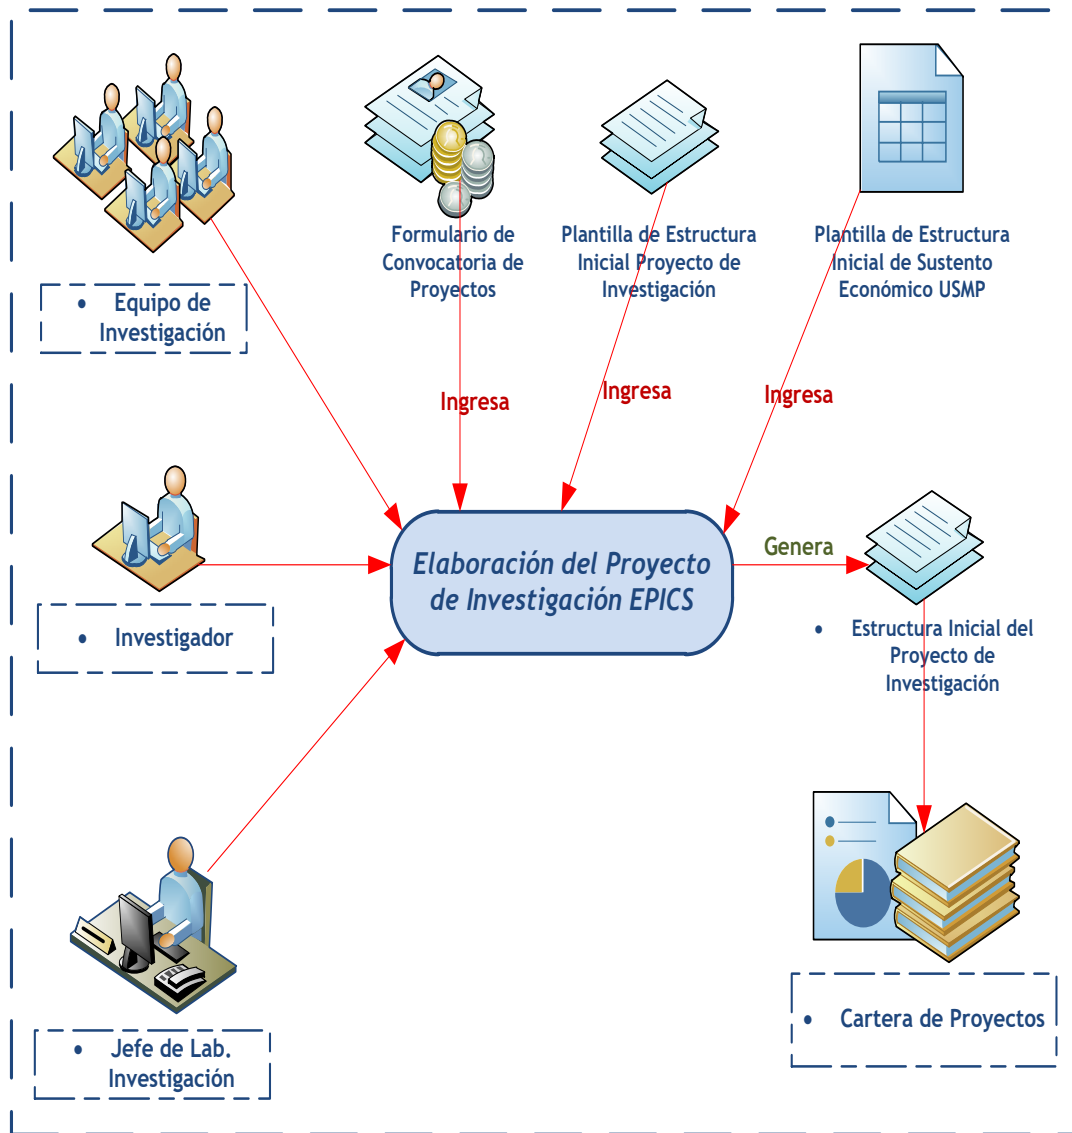 Formulario de
Convocatoria de
Proyectos
Plantilla de Estructura
Inicial Proyecto de
Investigación
Plantilla de Estructura
Inicial de Sustento
Económico USMP
• Equipo de
Investigación
Ingresa
Ingresa
Ingresa
Elaboración del Proyecto
de Investigación EPICS
Genera
• Investigador
• Estructura Inicial del
Proyecto de
Investigación
• Cartera de Proyectos
• Jefe de Lab.
Investigación